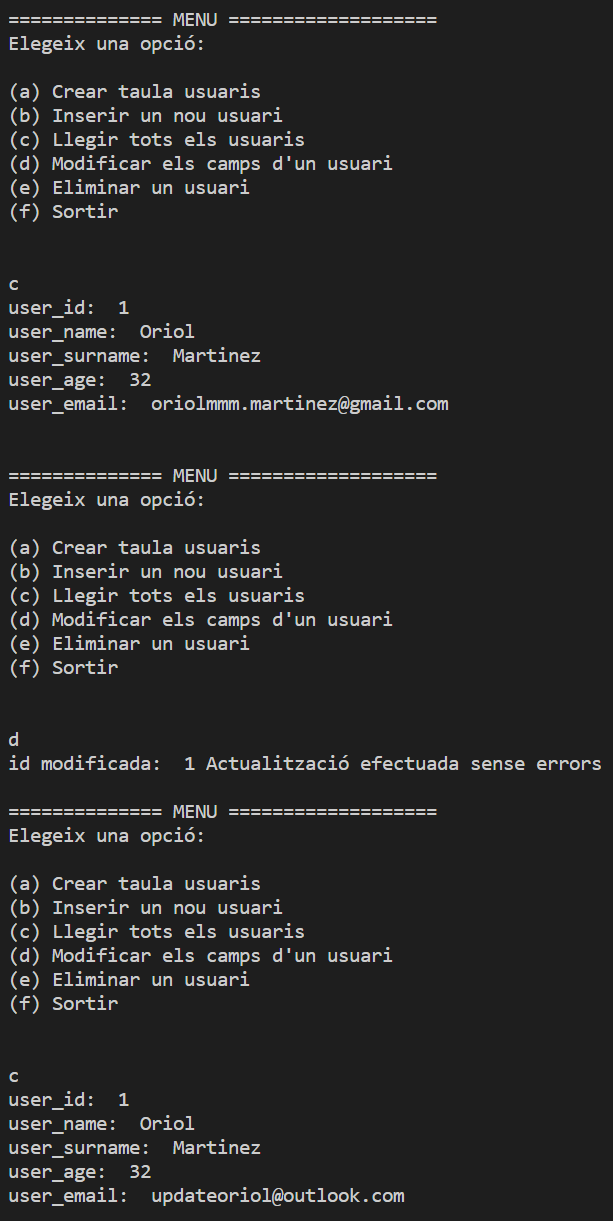 ============== MENU ===================
Elegeix una opció:
(a) Crear taula usuaris
(b) Inserir un nou usuari
(c) Llegir tots els usuaris
(d) Modificar els camps d'un usuari
(e) Eliminar un usuari
(f) Sortir
c
user_id:  1
user_name:  Oriol
user_surname:  Martinez
user_age:  32
user_email:  oriolmmm.martinez@gmail.com
============== MENU ===================
Elegeix una opció:
(a) Crear taula usuaris
(b) Inserir un nou usuari
(c) Llegir tots els usuaris
(d) Modificar els camps d'un usuari
(e) Eliminar un usuari
(f) Sortir
d
id modificada:  1 Actualització efectuada sense errors
============== MENU ===================
Elegeix una opció:
(a) Crear taula usuaris
(b) Inserir un nou usuari
(c) Llegir tots els usuaris
(d) Modificar els camps d'un usuari
(e) Eliminar un usuari
(f) Sortir
c
user_id:  1
user_name:  Oriol
user_surname:  Martinez
user_age:  32
user_email:  updateoriol@outlook.com